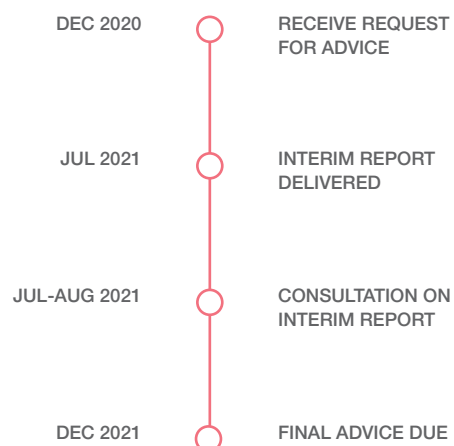 DEC 2020
RECEIVE REQUEST
FOR ADVICE
JUL 2021
INTERIM REPORT
DELIVERED
JUL-AUG 2021
CONSULTATION ON
INTERIM REPORT
DEC 2021
FINAL ADVICE DUE